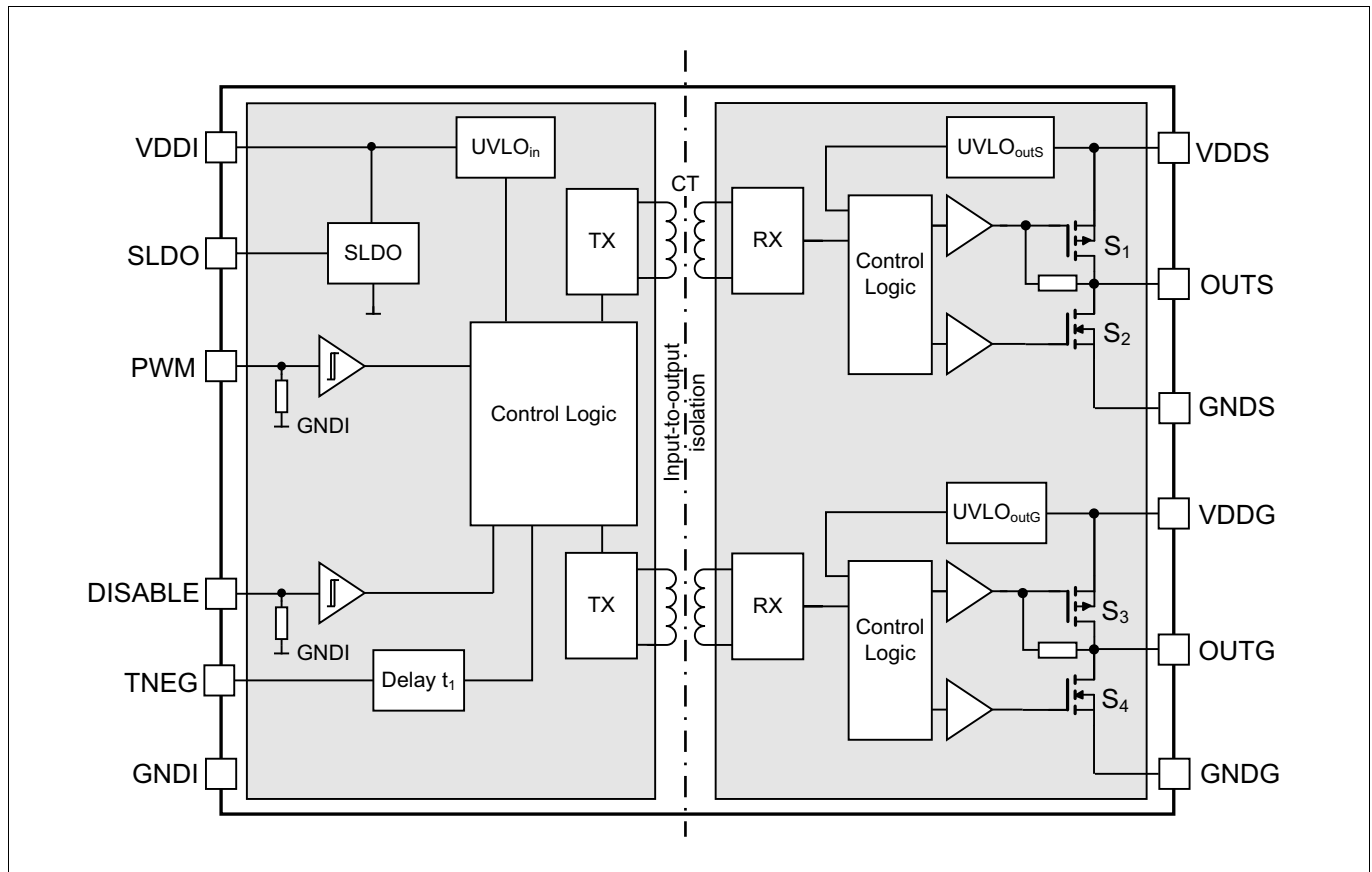 VDDI
SLDO
PWM
DISABLE
TNEG
GNDI
UVLOin
SLDO
GNDI
GNDI
Delay t1
Control Logic
TX
TX
CT
Input-to-output
isolation
RX
RX
UVLOoutS
Control
Logic
S1
S2
UVLOoutG
Control
Logic
S3
S4
VDDS
OUTS
GNDS
VDDG
OUTG
GNDG